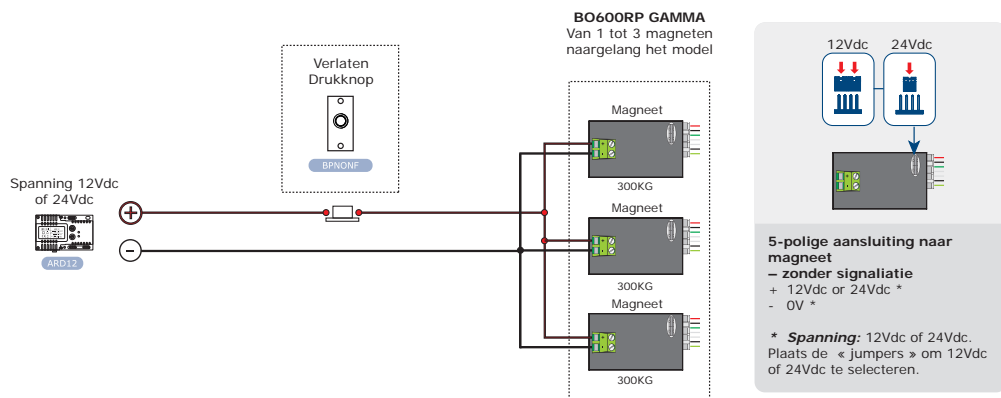 BO600RP GAMMA
Van 1 tot 3 magneten
naargelang het model
Verlaten
Drukknop
BPNONF
Spanning 12Vdc
of 24Vdc
+
-
ARD12
Magneet
300KG
Magneet
300KG
Magneet
300KG
12Vdc
24Vdc
5-polige aansluiting naar
magneet
– zonder signaliatie
+ 12Vdc or 24Vdc *
- 0V *
* Spanning: 12Vdc of 24Vdc.
Plaats de « jumpers » om 12Vdc
of 24Vdc te selecteren.